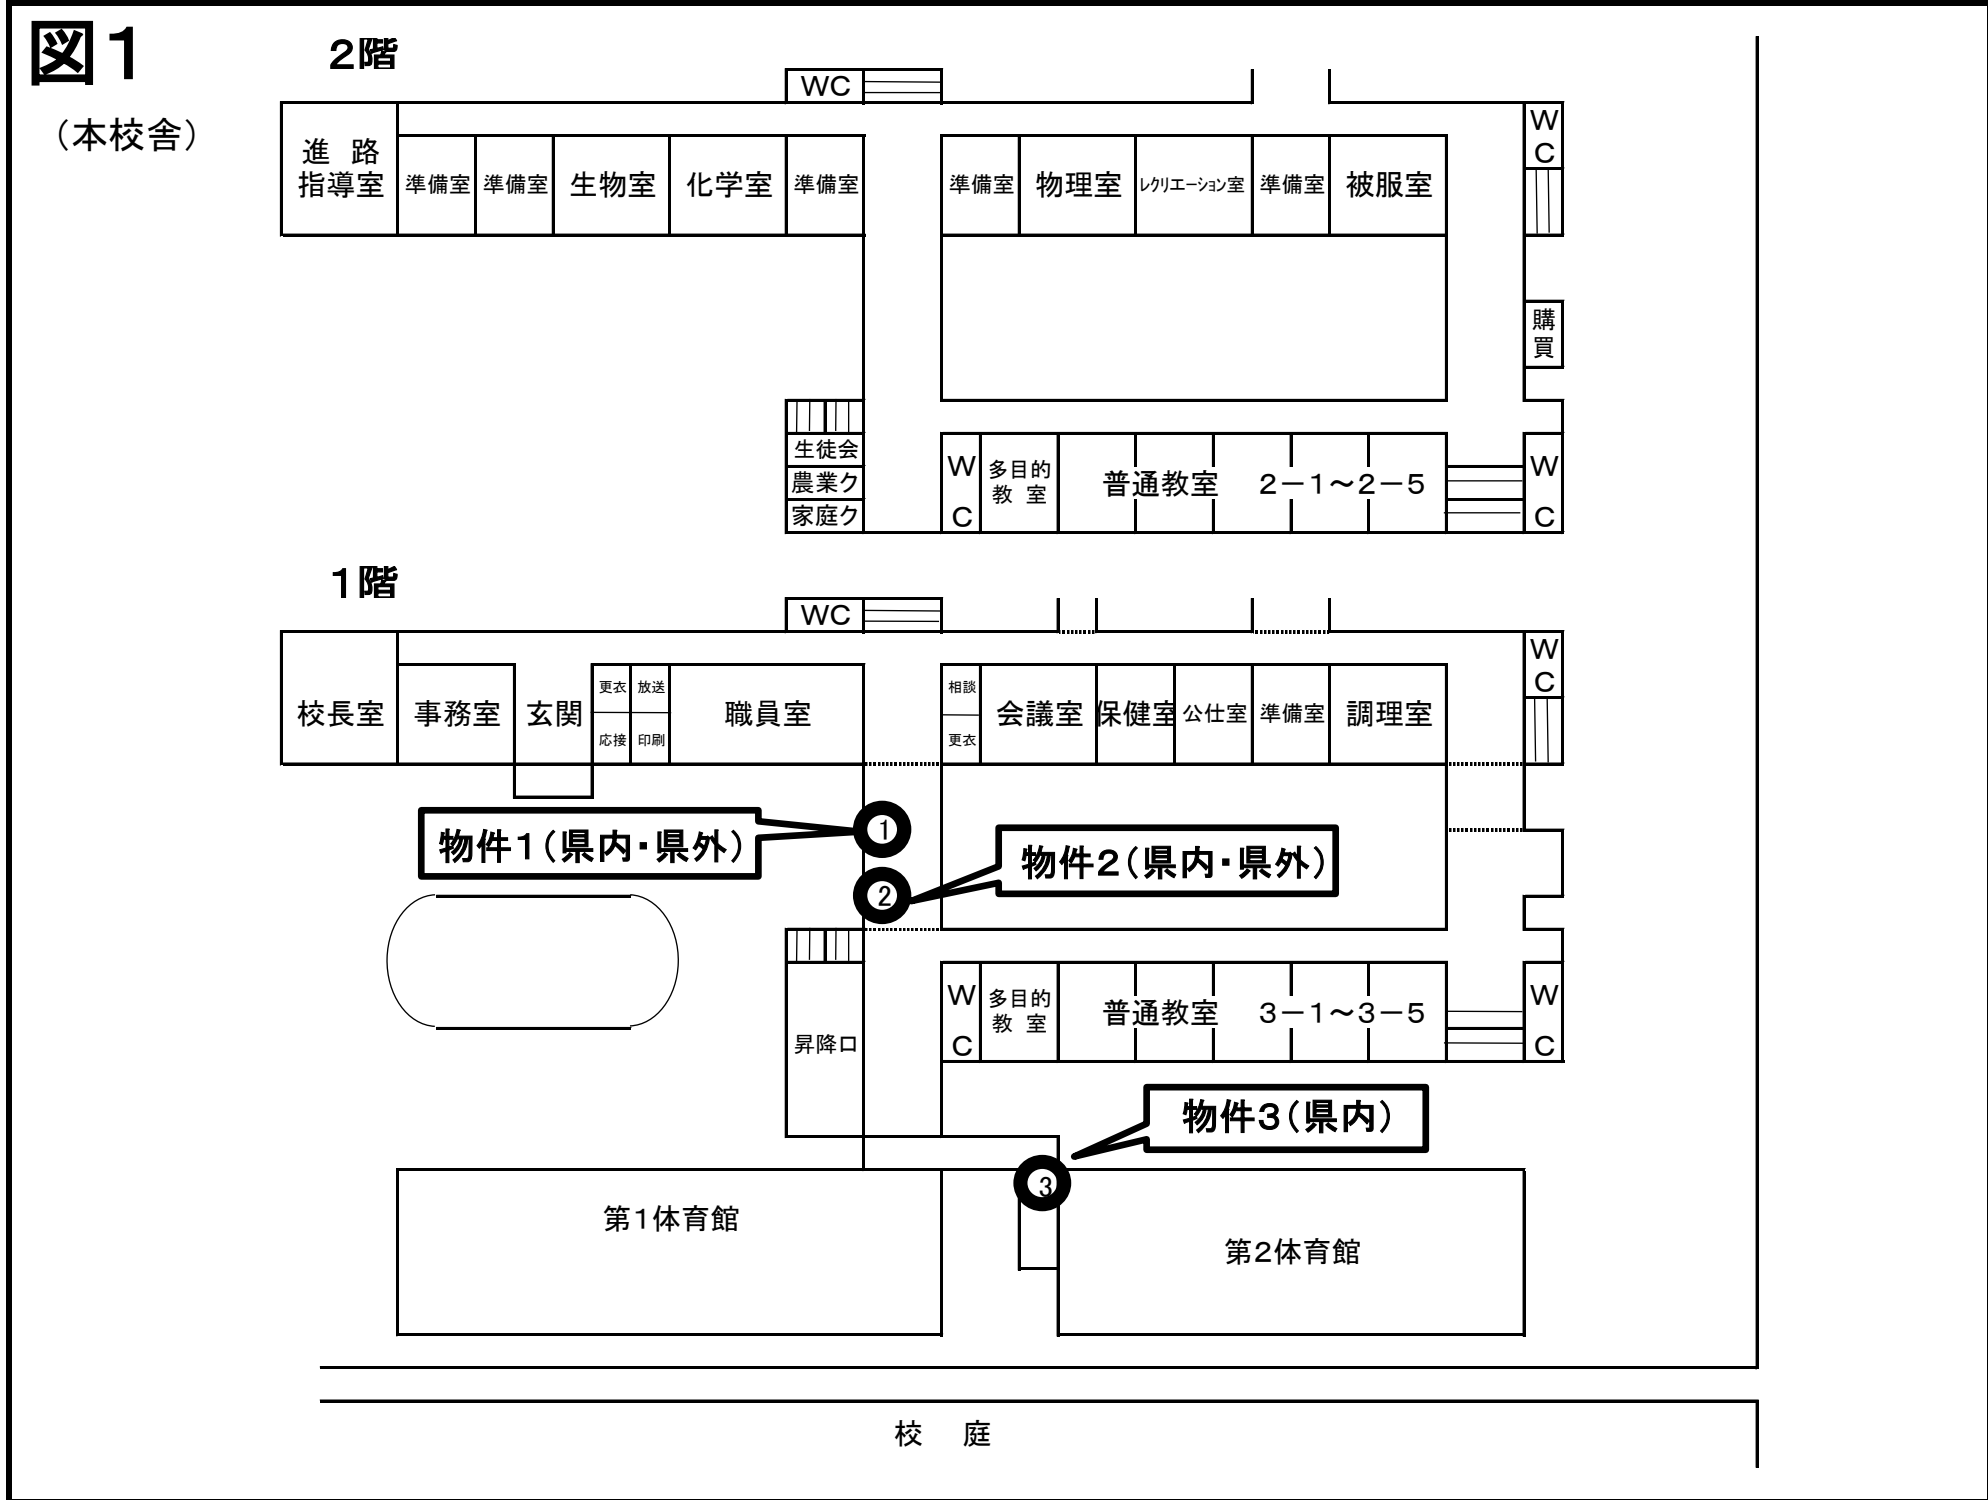 図1
(本校舎)
2階
WC
進 路
指導室
準備室
準備室
生物室
化学室
準備室
準備室
物理室
レクリエーション室
準備室
被服室
W
C
購
買
生徒会
農業ク
家庭ク
W
C
多目的
教 室
普通教室 2-1~2-5
W
C
1階
WC
校長室
事務室
玄関
更衣
応接
放送
印刷
職員室
相談
更衣
会議室
保健室
公仕室
準備室
調理室
W
C
物件1(県内・県外)
1
物件2(県内・県外)
2
昇降口
W
C
多目的
教 室
普通教室 3-1~3-5
W
C
物件3(県内)
3
第1体育館
第2体育館
校 庭